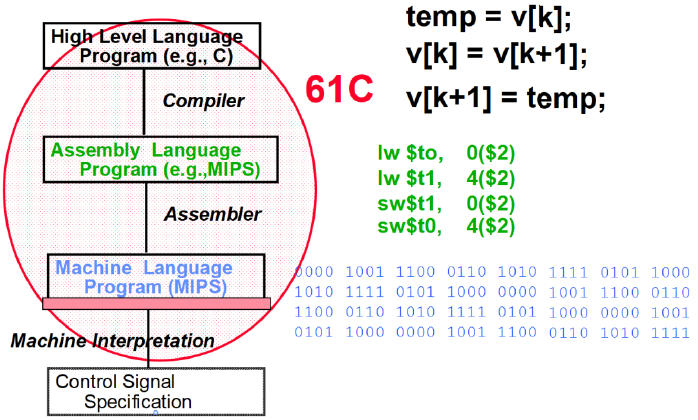 High Level Language
Program (e.g., C)
Compiler
Assembly Language
Program (e.g.,MIPS)
Assembler
Machine Language
Program (MIPS)
Machine Interpretation
Control Signal
Specification
61C
temp = v[k];
v[k] = v[k+1];
v[k+1] = temp;
lw $to, 0($2)
lw $t1, 4($2)
sw$t1, 0($2)
sw$t0, 4($2)
0000 1001 1100 0110 1010 1111 0101 1000
1010 1111 0101 1000 0000 1001 1100 0110
1100 0110 1010 1111 0101 1000 0000 1001
0101 1000 0000 1001 1100 0110 1010 1111